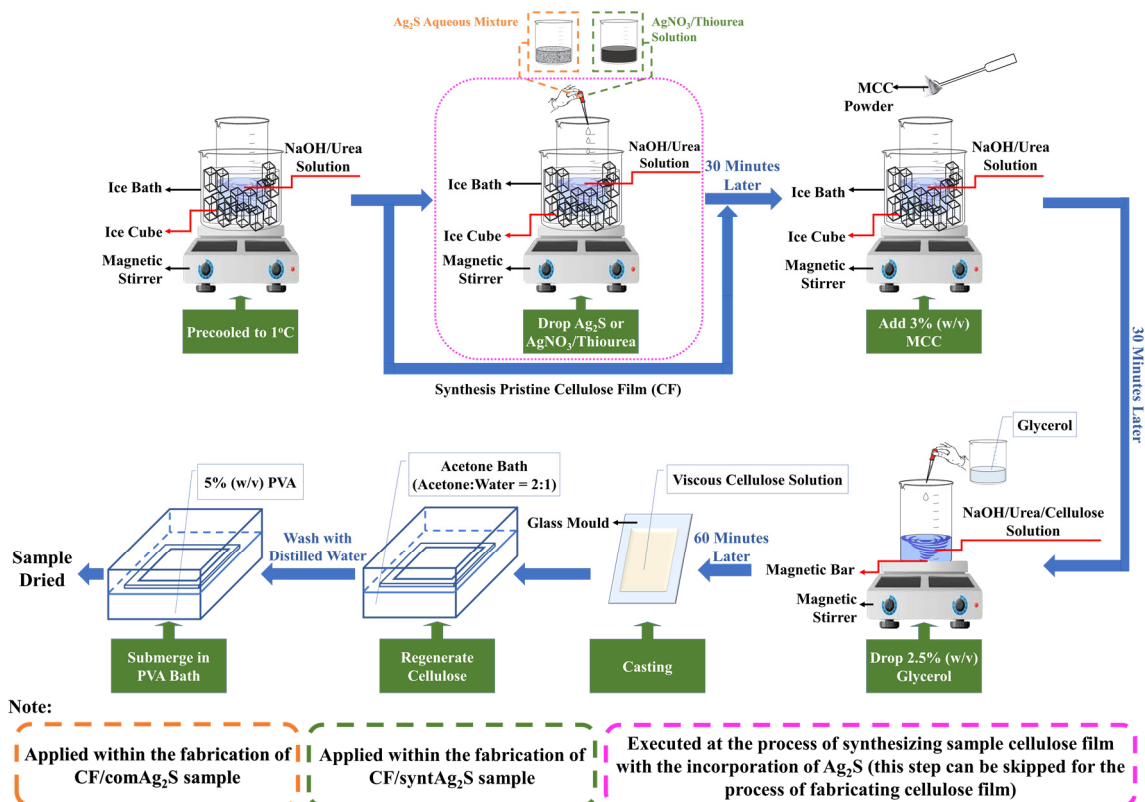 Ag₂S Aqueous Mixture
AgNO₃/Thiourea
Solution
NaOH/Urea
Solution
Ice Bath
Ice Cube
Magnetic
Stirrer
Precooled to 1°C
NaOH/Urea
Solution
Ice Bath
Ice Cube
Magnetic
Stirrer
Drop Ag₂S or
AgNO₃/Thiourea
30 Minutes
Later
MCC
Powder
NaOH/Urea
Solution
Ice Bath
Ice Cube
Magnetic
Stirrer
Add 3% (w/v)
MCC
Synthesis Pristine Cellulose Film (CF)
30 Minutes Later
Glycerol
NaOH/Urea/Cellulose
Solution
Magnetic Bar
Magnetic
Stirrer
Drop 2.5% (w/v)
Glycerol
60 Minutes
Later
Viscous Cellulose Solution
Glass Mould
Casting
Acetone Bath
(Acetone:Water = 2:1)
Regenerate
Cellulose
Wash with
Distilled Water
5% (w/v) PVA
Submerge in
PVA Bath
Sample
Dried
Note:
Applied within the fabrication of
CF/comAg₂S sample
Applied within the fabrication of
CF/syntAg₂S sample
Executed at the process of synthesizing sample cellulose film
with the incorporation of Ag₂S (this step can be skipped for the
process of fabricating cellulose film)